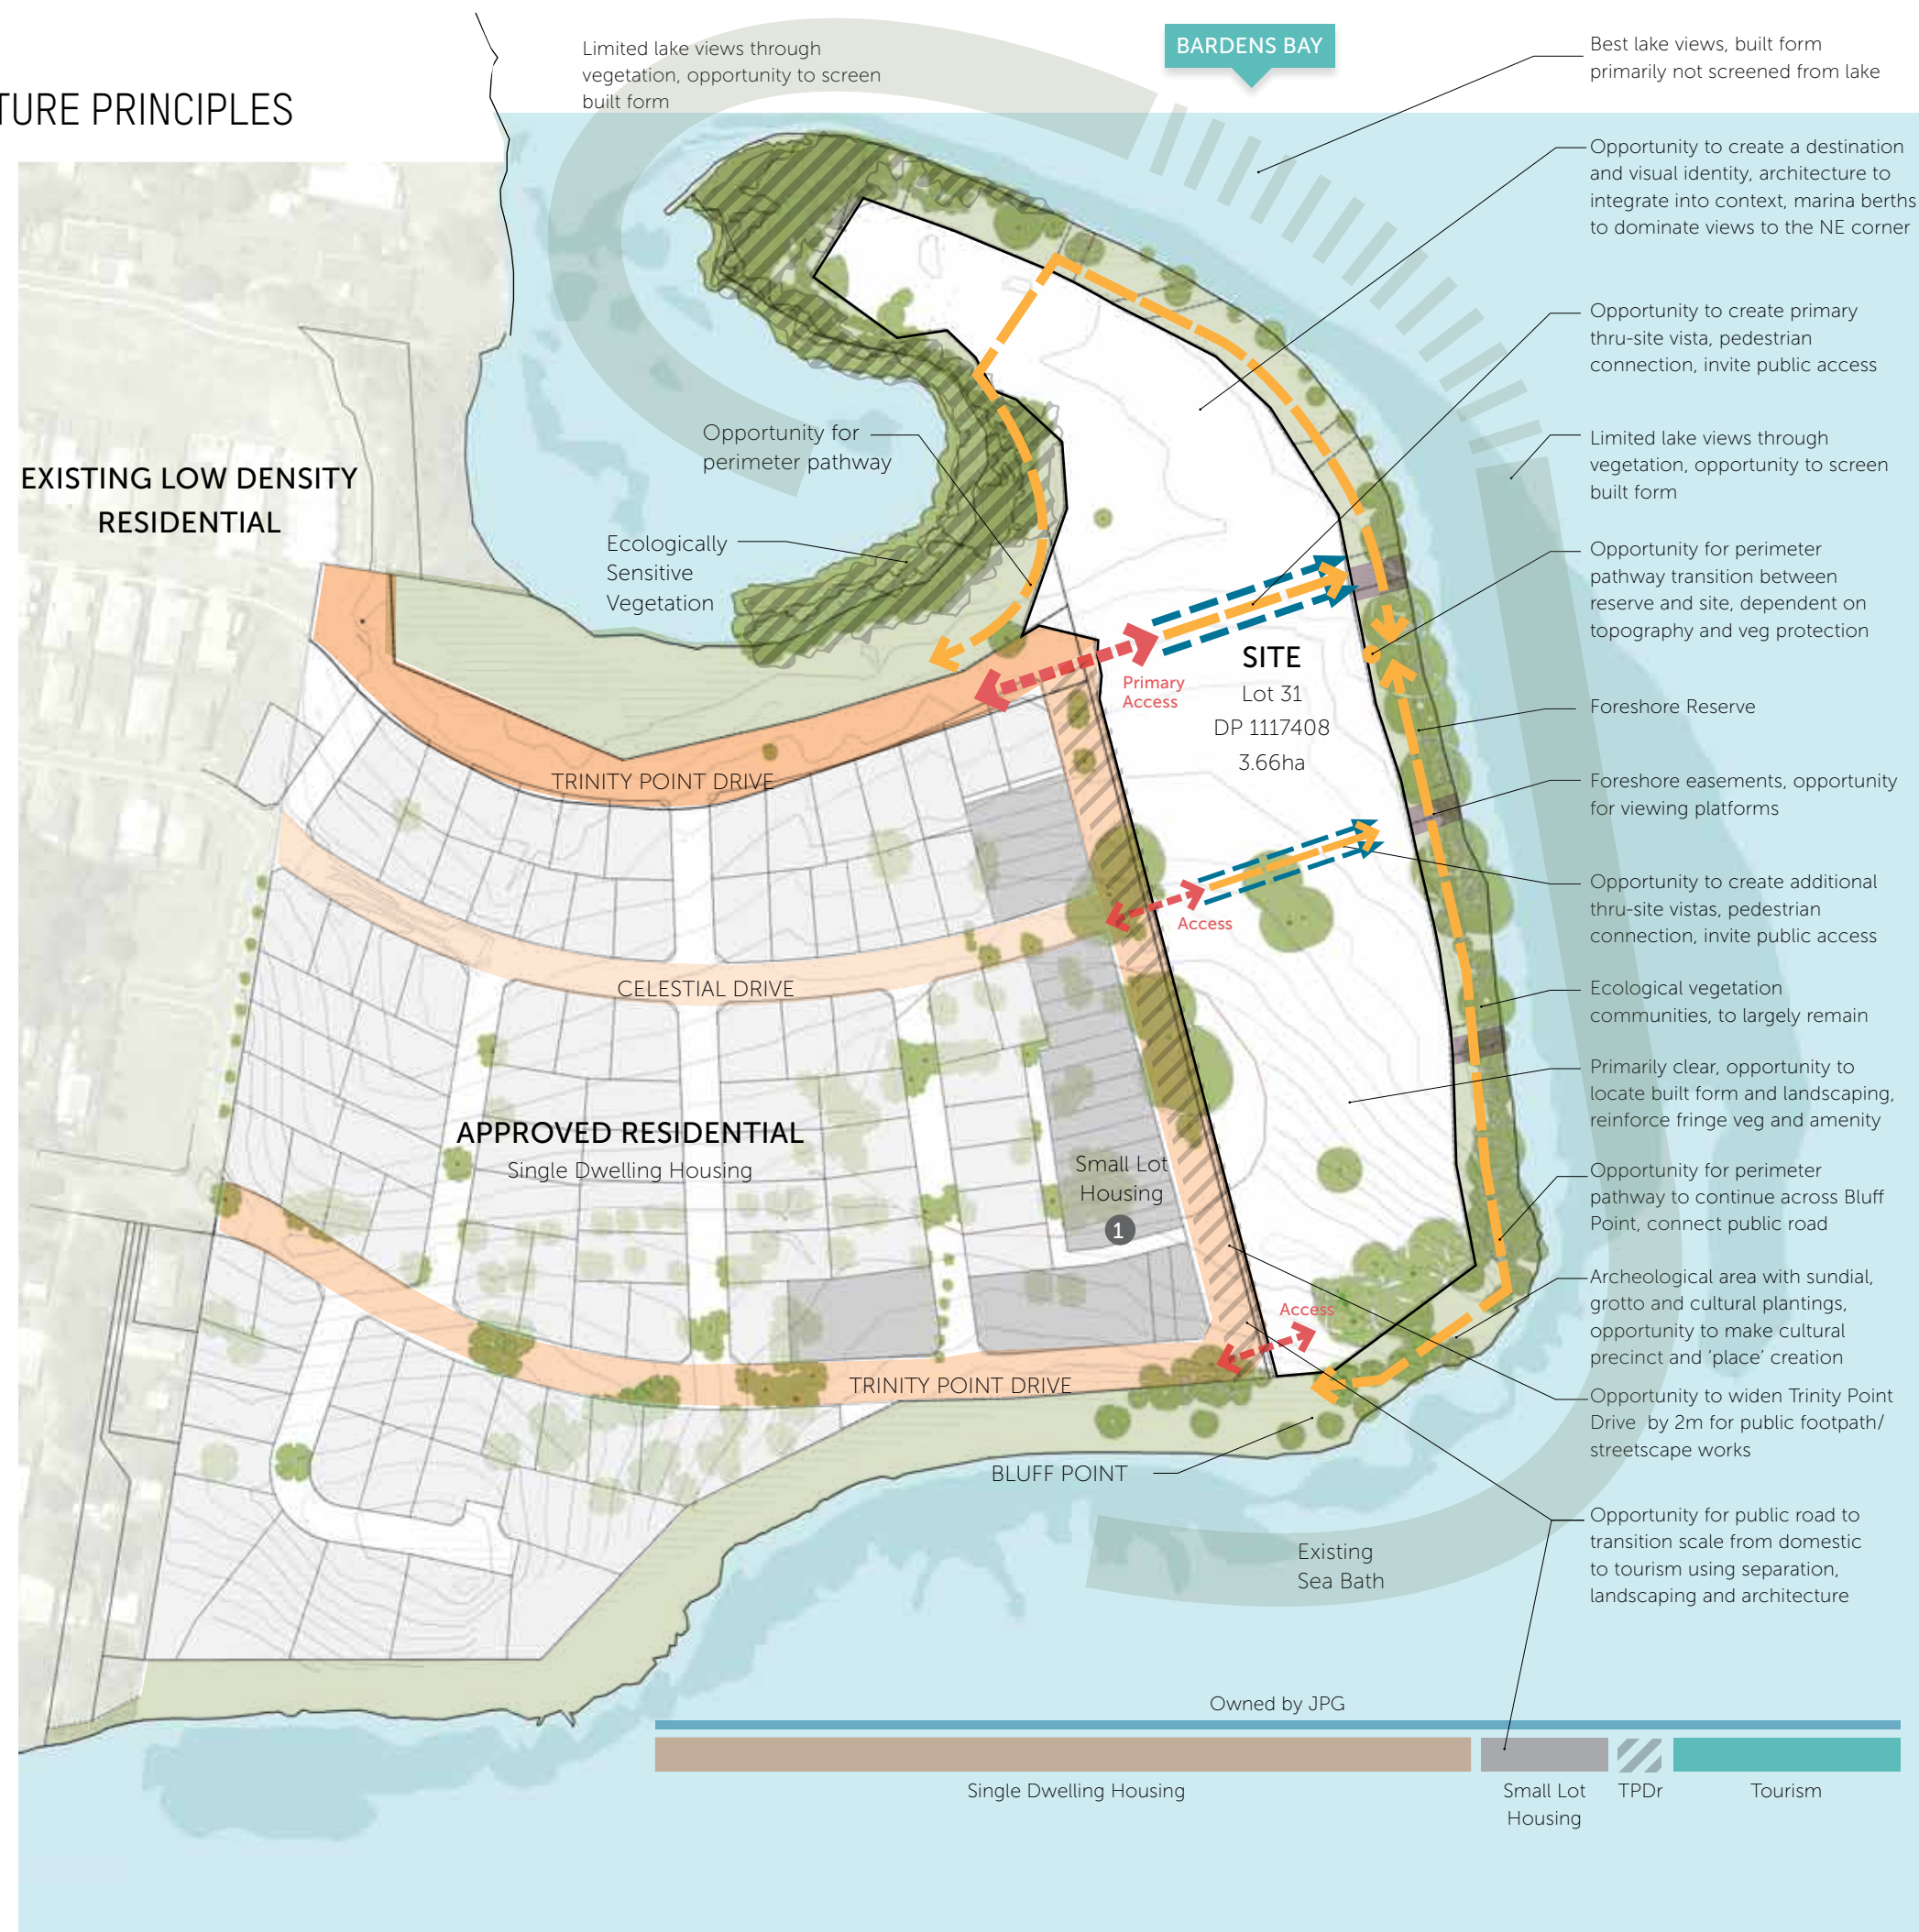 TURE PRINCIPLES
Limited lake views through
vegetation, opportunity to screen
built form
BARDENS BAY
Best lake views, built form
primarily not screened from lake
Opportunity to create a destination
and visual identity, architecture to
integrate into context, marina berths
to dominate views to the NE corner
Opportunity to create primary
thru-site vista, pedestrian
connection, invite public access
Limited lake views through
vegetation, opportunity to screen
built form
Opportunity for perimeter
pathway transition between
reserve and site, dependent on
topography and veg protection
Foreshore Reserve
Foreshore easements, opportunity
for viewing platforms
Opportunity to create additional
thru-site vistas, pedestrian
connection, invite public access
Ecological vegetation
communities, to largely remain
Primarily clear, opportunity to
locate built form and landscaping,
reinforce fringe veg and amenity
Opportunity for perimeter
pathway to continue across Bluff
Point, connect public road
Archeological area with sundial,
grotto and cultural plantings,
opportunity to make cultural
precinct and 'place' creation
Opportunity to widen Trinity Point
Drive by 2m for public footpath/
streetscape works
Opportunity for public road to
transition scale from domestic
to tourism using separation,
landscaping and architecture
Opportunity for
perimeter pathway
EXISTING LOW DENSITY
RESIDENTIAL
Ecologically
Sensitive
Vegetation
SITE
Lot 31
DP 1117408
3.66ha
Primary
Access
TRINITY POINT DRIVE
Access
CELESTIAL DRIVE
APPROVED RESIDENTIAL
Single Dwelling Housing
Small Lot
Housing
1
Access
TRINITY POINT DRIVE
BLUFF POINT
Existing
Sea Bath
Owned by JPG
Single Dwelling Housing
Small Lot
Housing
TPDr
Tourism